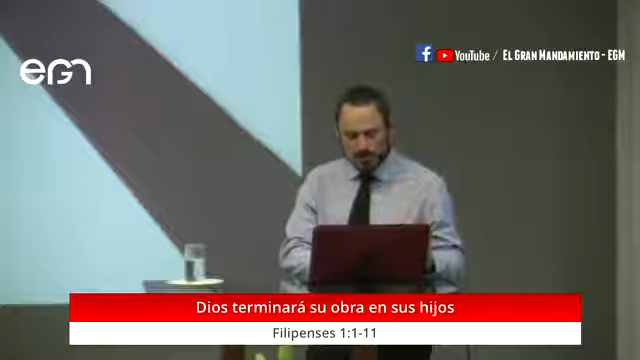 EGM
YouTube / El Gran Mandamiento - EGM
Dios terminará su obra en sus hijos
Filipenses 1:1-11